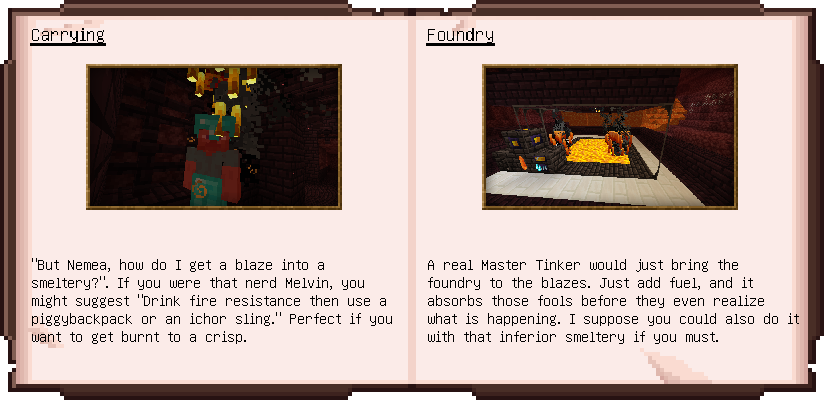 Carrying
"But Nemea, how do I get a blaze into a
smeltery?". If you were that nerd Melvin, you
might suggest "Drink fire resistance then use a
piggybackpack or an ichor sling." Perfect if you
want to get burnt to a crisp.
Foundry
A real Master Tinker would just bring the
foundry to the blazes. Just add fuel, and it
absorbs those fools before they even realize
what is happening. I suppose you could also do it
with that inferior smeltery if you must.